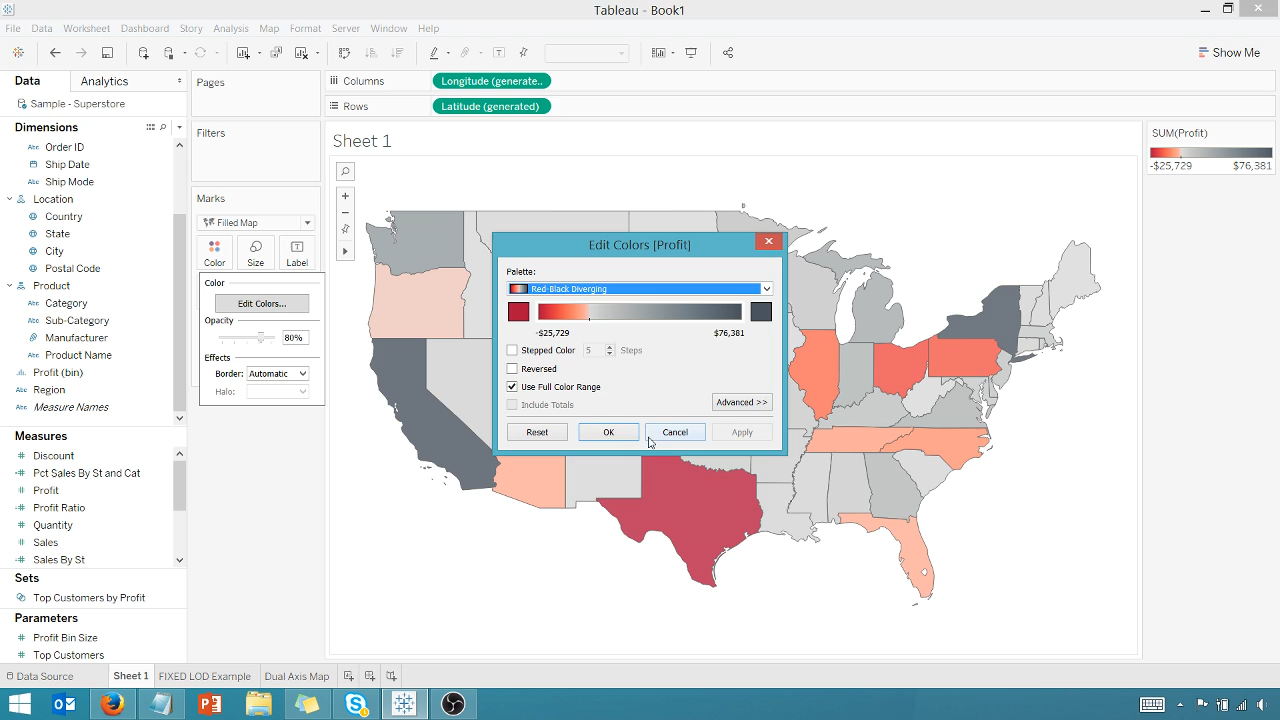 Tableau - Book1
File Data Worksheet Dashboard Story Analysis Map Format Server Window Help
Show Me
Data Analytics
Sample - Superstore
Dimensions
Abc Order ID
Ship Date
Abc Ship Mode
Location
Country
State
City
Postal Code
Product
Abc Category
Abc Sub-Category
Manufacturer
Abc Product Name
Profit (bin)
Abc Region
Abc Measure Names
Measures
Discount
Pct Sales By St and Cat
Profit
Profit Ratio
Quantity
Sales
Sales By St
Sets
Top Customers by Profit
Parameters
Profit Bin Size
Top Customers
Pages
Filters
Marks
Filled Map
Color Size Label
Color
Edit Colors...
Opacity
80%
Effects
Border: Automatic
Halo:
Columns Longitude (generate..
Rows Latitude (generated)
Sheet 1
Edit Colors [Profit]
Palette:
Red-Black Diverging
-$25,729 $76,381
Stepped Color 5 Steps
Reversed
Use Full Color Range
Include Totals
Advanced >>
Reset OK Cancel Apply
SUM(Profit)
-$25,729 $76,381
Data Source Sheet 1 FIXED LOD Example Dual Axis Map